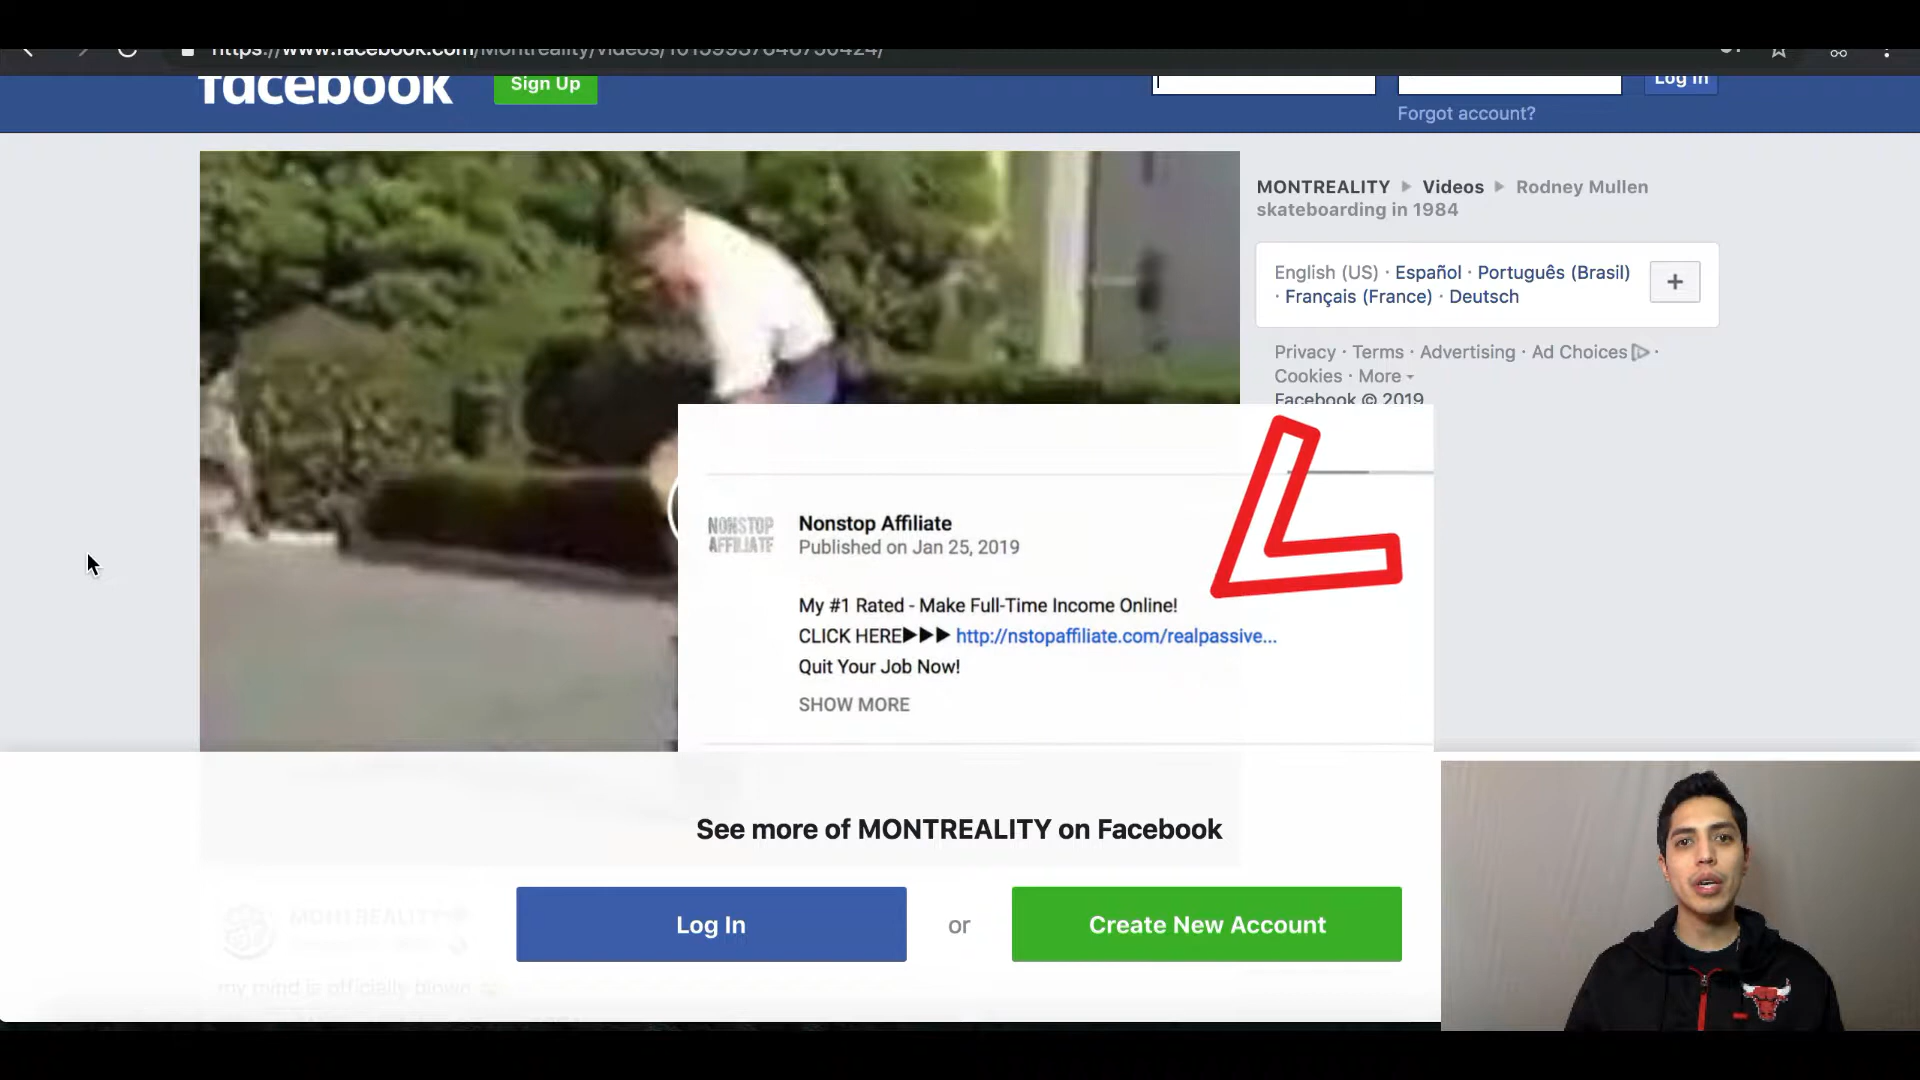 https://www.facebook.com/Montreality/videos/10159937646750424/
facebook
Sign Up
Log In
Forgot account?
MONTREALITY ▸ Videos ▸ Rodney Mullen
skateboarding in 1984
English (US) · Español · Português (Brasil)
· Français (France) · Deutsch
+
Privacy · Terms · Advertising · Ad Choices ·
Cookies · More
Facebook © 2019
NONSTOP
AFFILIATE
Nonstop Affiliate
Published on Jan 25, 2019
My #1 Rated - Make Full-Time Income Online!
CLICK HERE►►► http://nstopaffiliate.com/realpassive...
Quit Your Job Now!
SHOW MORE
See more of MONTREALITY on Facebook
Log In
or
Create New Account
MONTREALITY
my mind is officially blown